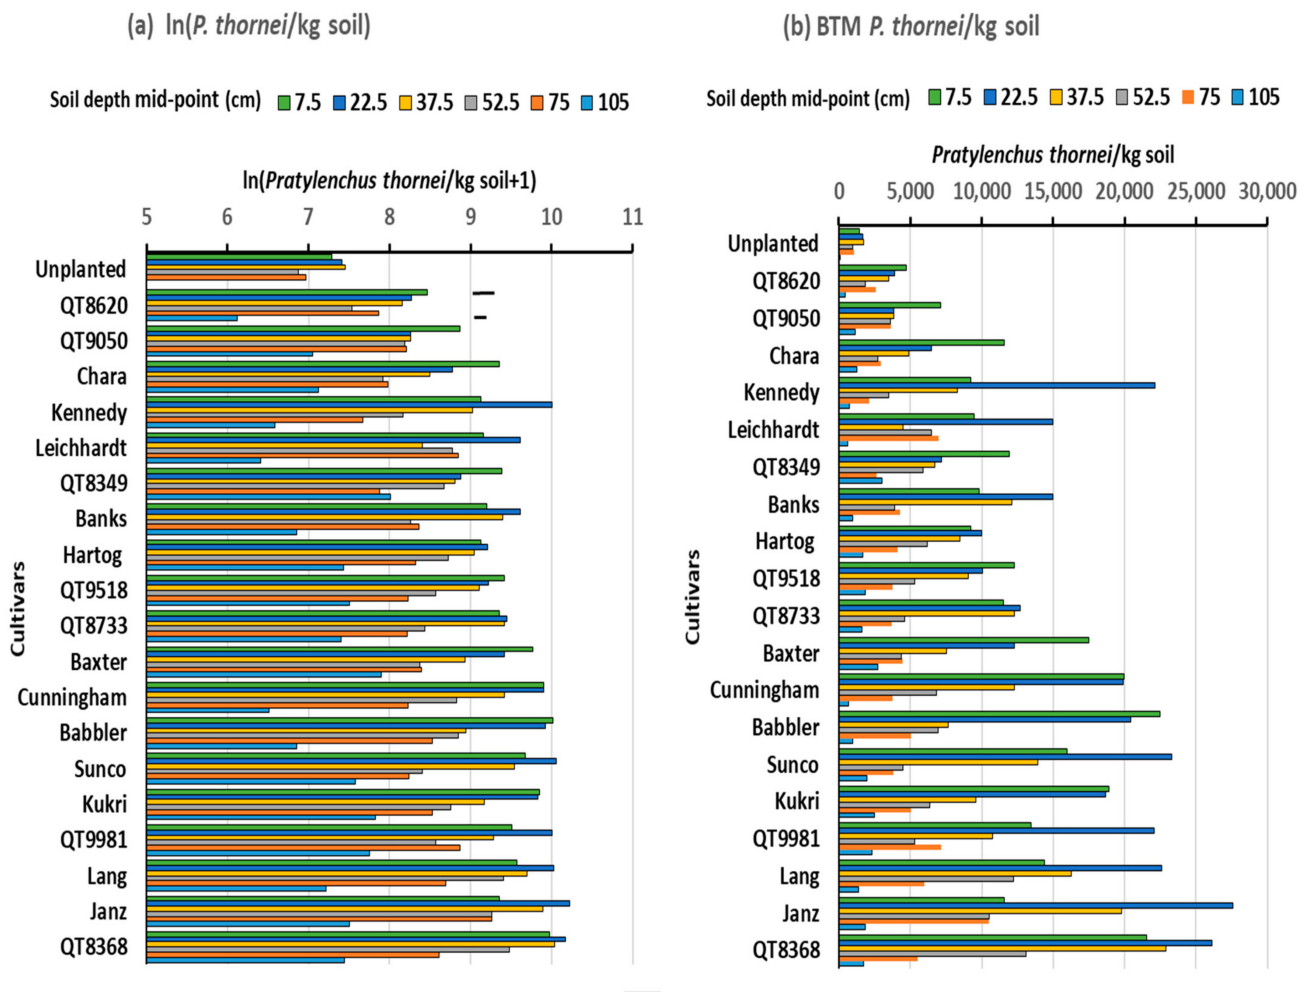 (a) ln(P. thornei/kg soil)
Soil depth mid-point (cm) 7.5 22.5 37.5 52.5 75 105
ln(Pratylenchus thornei/kg soil+1)
5 6 7 8 9 10 11
Unplanted
QT8620
QT9050
Chara
Kennedy
Leichhardt
QT8349
Banks
Hartog
QT9518
QT8733
Baxter
Cunningham
Babbler
Sunco
Kukri
QT9981
Lang
Janz
QT8368
Cultivars
(b) BTM P. thornei/kg soil
Soil depth mid-point (cm) 7.5 22.5 37.5 52.5 75 105
Pratylenchus thornei/kg soil
0 5,000 10,000 15,000 20,000 25,000 30,000
Unplanted
QT8620
QT9050
Chara
Kennedy
Leichhardt
QT8349
Banks
Hartog
QT9518
QT8733
Baxter
Cunningham
Babbler
Sunco
Kukri
QT9981
Lang
Janz
QT8368
Cultivars